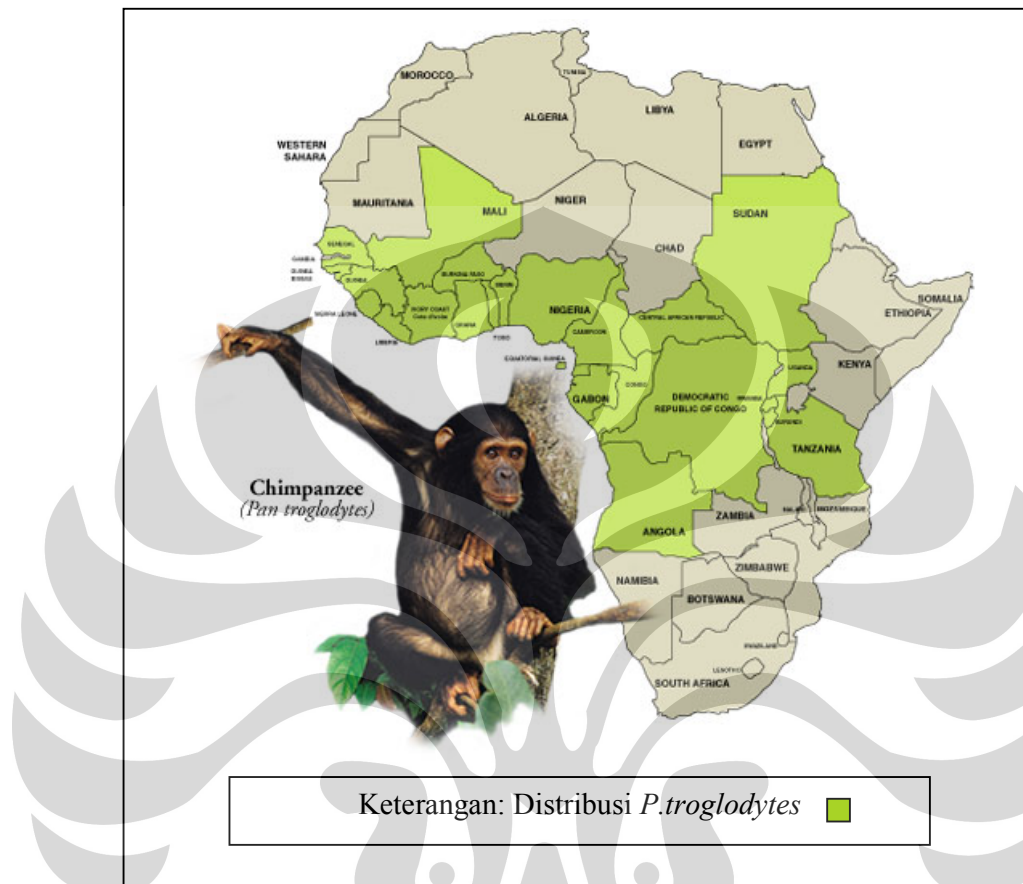 MOROCCO
TUNISIA
ALGERIA
LIBYA
EGYPT
WESTERN
SAHARA
MAURITANIA
MALI
NIGER
CHAD
SUDAN
SENEGAL
GAMBIA
GUINEA
BISSAU
GUINEA
BURKINA FASO
BENIN
NIGERIA
SOMALIA
ETHIOPIA
SIERRA LEONE
IVORY COAST
GHANA
TOGO
LIBERIA
CAMEROON
CENTRAL AFRICAN REPUBLIC
EQUATORIAL GUINEA
GABON
CONGO
DEMOCRATIC
REPUBLIC OF CONGO
UGANDA
KENYA
RWANDA
BURUNDI
TANZANIA
Chimpanzee
(Pan troglodytes)
ANGOLA
ZAMBIA
MALAWI
MOZAMBIQUE
NAMIBIA
ZIMBABWE
BOTSWANA
SWAZILAND
LESOTHO
SOUTH AFRICA
Keterangan: Distribusi P.troglodytes